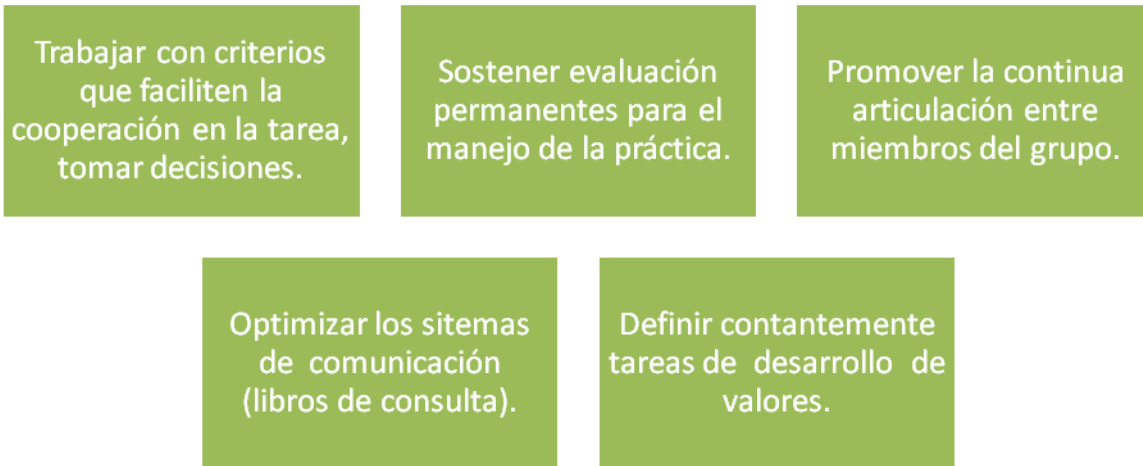 Trabajar con criterios
que faciliten la
cooperación en la tarea,
tomar decisiones.
Sostener evaluación
permanentes para el
manejo de la práctica.
Promover la continua
articulación entre
miembros del grupo.
Optimizar los sitemas
de comunicación
(libros de consulta).
Definir contantemente
tareas de desarrollo de
valores.